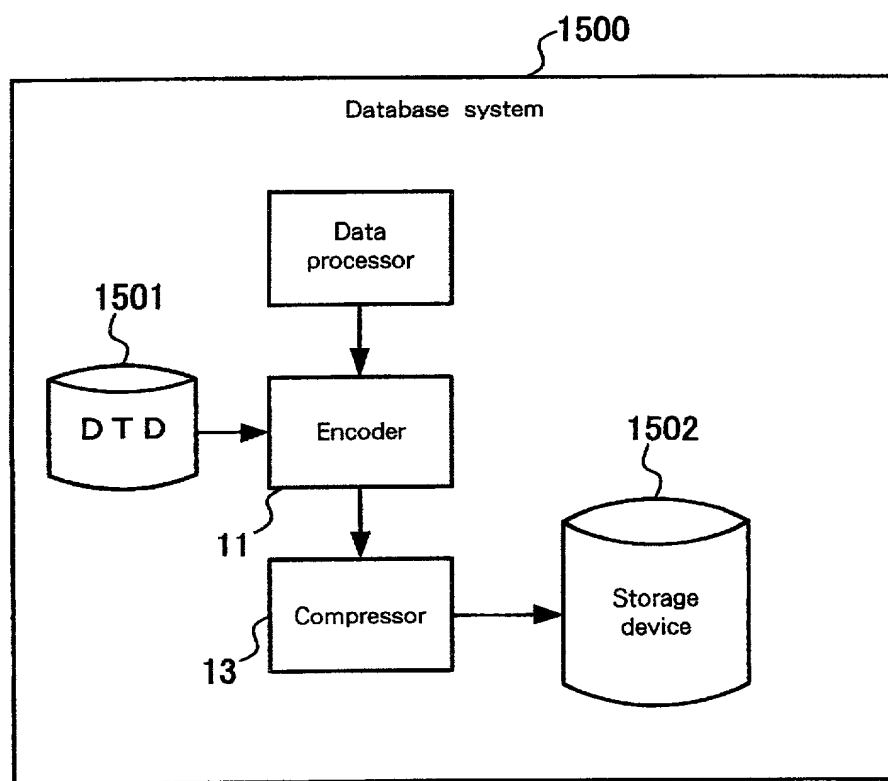 1500
Database system
Data
processor
1501
DTD
Encoder
1502
11
Compressor
Storage
device
13